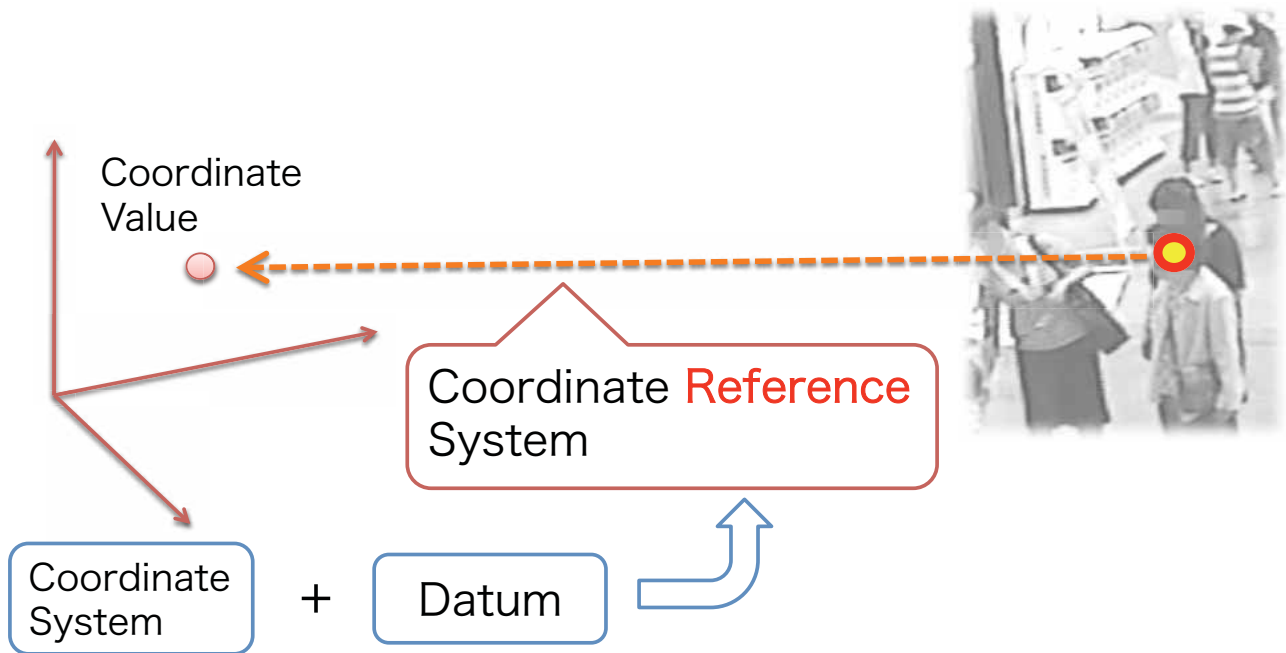 Coordinate
Value
Coordinate Reference
System
Coordinate
System
+
Datum